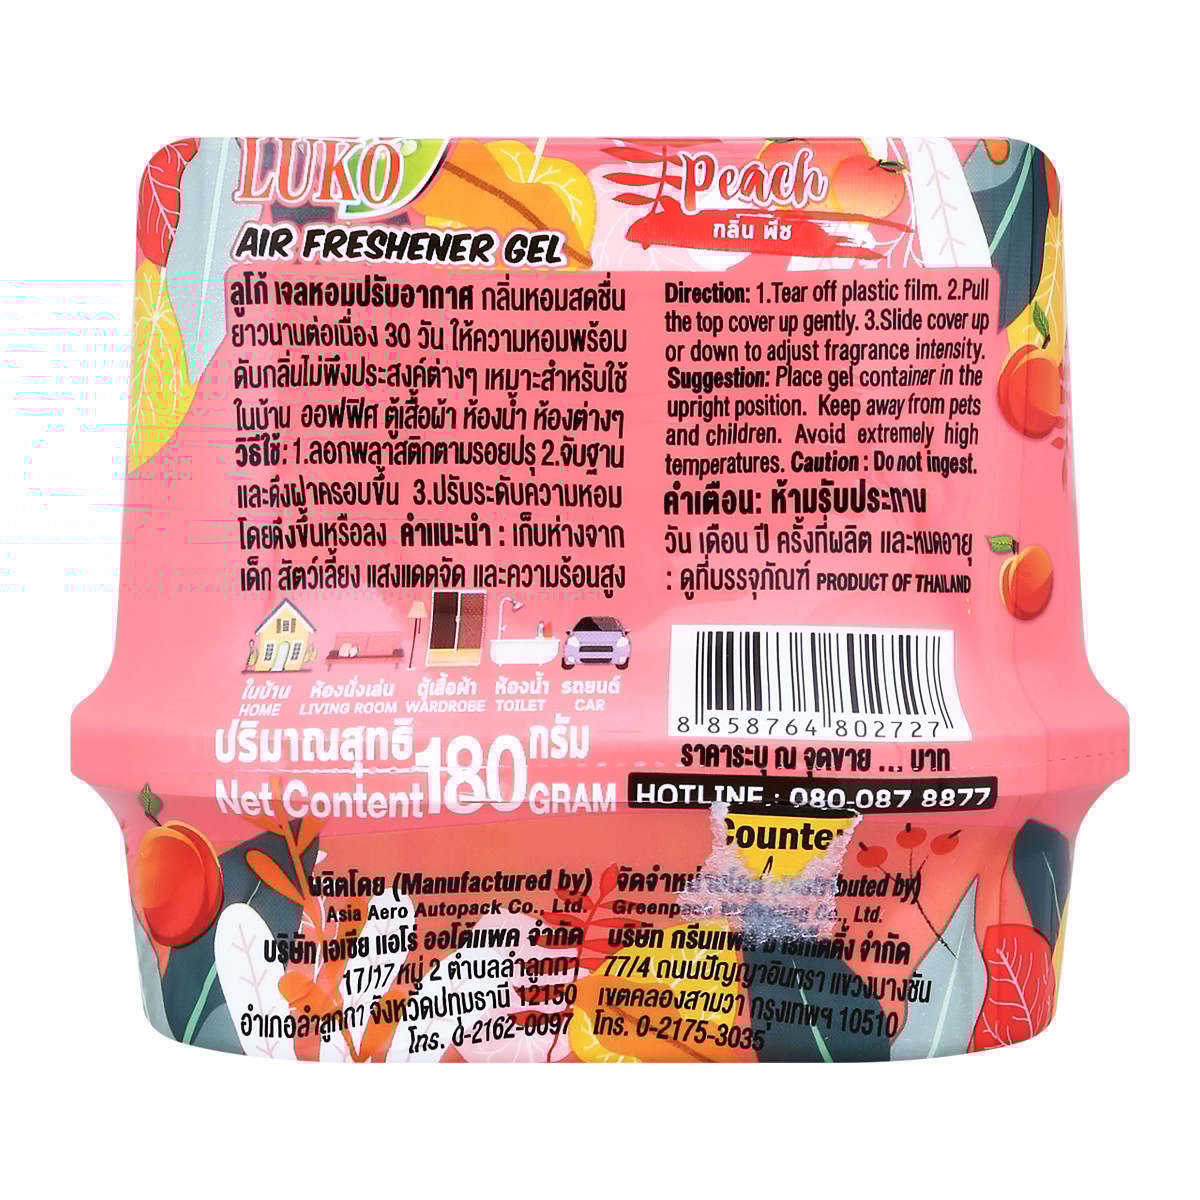 LUKO
Peach
กลิ่น พีช
AIR FRESHENER GEL
ลูโก้ เจลหอมปรับอากาศ กลิ่นหอมสดชื่น
ยาวนานต่อเนื่อง 30 วัน ให้ความหอมพร้อม
ดับกลิ่นไม่พึงประสงค์ต่างๆ เหมาะสำหรับใช้
ในบ้าน ออฟฟิศ ตู้เสื้อผ้า ห้องน้ำ ห้องต่างๆ
วิธีใช้: 1.ลอกพลาสติกตามรอยปรุ 2.จับฐาน
และดึงฝาครอบขึ้น 3.ปรับระดับความหอม
โดยดึงขึ้นหรือลง คำแนะนำ : เก็บห่างจาก
เด็ก สัตว์เลี้ยง แสงแดดจัด และความร้อนสูง
Direction: 1.Tear off plastic film. 2.Pull
the top cover up gently. 3.Slide cover up
or down to adjust fragrance intensity.
Suggestion: Place gel container in the
upright position. Keep away from pets
and children. Avoid extremely high
temperatures. Caution : Do not ingest.
คำเตือน: ห้ามรับประทาน
วัน เดือน ปี ครั้งที่ผลิต และหมดอายุ
: ดูที่บรรจุภัณฑ์ PRODUCT OF THAILAND
ในบ้าน ห้องนั่งเล่น ตู้เสื้อผ้า ห้องน้ำ รถยนต์
HOME LIVING ROOM WARDROBE TOILET CAR
8 858764 802727
ปริมาณสุทธิ 180 กรัม
Net Content 180 GRAM
ราคาระบุ ณ จุดขาย ... บาท
HOTLINE : 080-087 8877
Counte
ผลิตโดย (Manufactured by)
Asia Aero Autopack Co., Ltd.
บริษัท เอเชีย แอโร่ ออโต้แพค จำกัด
17/17 หมู่ 2 ตำบลลำลูกกา
อำเภอลำลูกกา จังหวัดปทุมธานี 12150
โทร. 0-2162-0097
จัดจำหน่ายโดย
Greenpack Co., Ltd.
บริษัท กรีนแพค มาร์เก็ตติ้ง จำกัด
77/4 ถนนปัญญาอินทรา แขวงบางชัน
เขตคลองสามวา กรุงเทพฯ 10510
โทร. 0-2175-3035